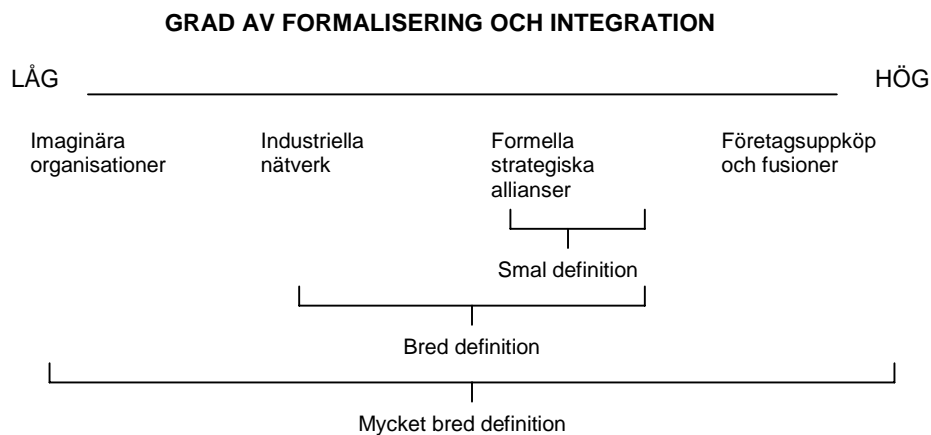 GRAD AV FORMALISERING OCH INTEGRATION
LÅG HÖG
Imaginära
organisationer
Industriella
nätverk
Formella
strategiska
allianser
Företagsuppköp
och fusioner
Smal definition
Bred definition
Mycket bred definition